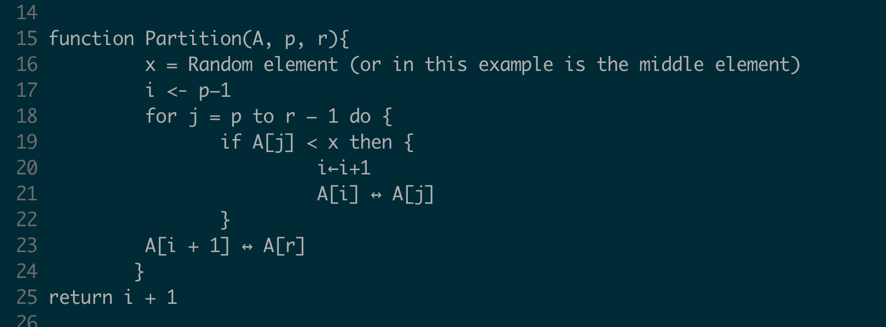 14
15 function Partition(A, p, r){
16 x = Random element (or in this example is the middle element)
17 i <- p–1
18 for j = p to r – 1 do {
19 if A[j] < x then {
20 i←i+1
21 A[i] ↔ A[j]
22 }
23 A[i + 1] ↔ A[r]
24 }
25 return i + 1
26